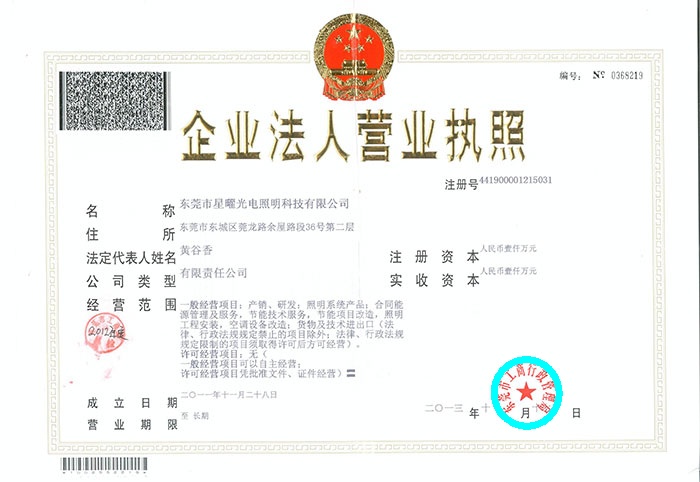 编号： № 0368219
企业法人营业执照
注册号 441900001215031
名称 东莞市星曜光电照明科技有限公司
住所 东莞市东城区莞龙路余屋路段36号第二层
法定代表人姓名 黄谷香
注册资本 人民币壹仟万元
公司类型 有限责任公司
实收资本 人民币壹仟万元
经营范围 一般经营项目：产销、研发：照明系统产品；合同能
源管理及服务，节能技术服务，节能项目改造，照明
工程安装，空调设备改造；货物及技术进出口（法
律、行政法规规定禁止的项目除外；法律、行政法规
规定限制的项目须取得许可后方可经营）。
许可经营项目：无（
一般经营项目可以自主经营；
许可经营项目凭批准文件、证件经营）〓
2012年度
成立日期 二〇一一年十一月二十八日
营业期限 至 长期
东莞市工商行政管理局
二〇一三 年 十 月 日